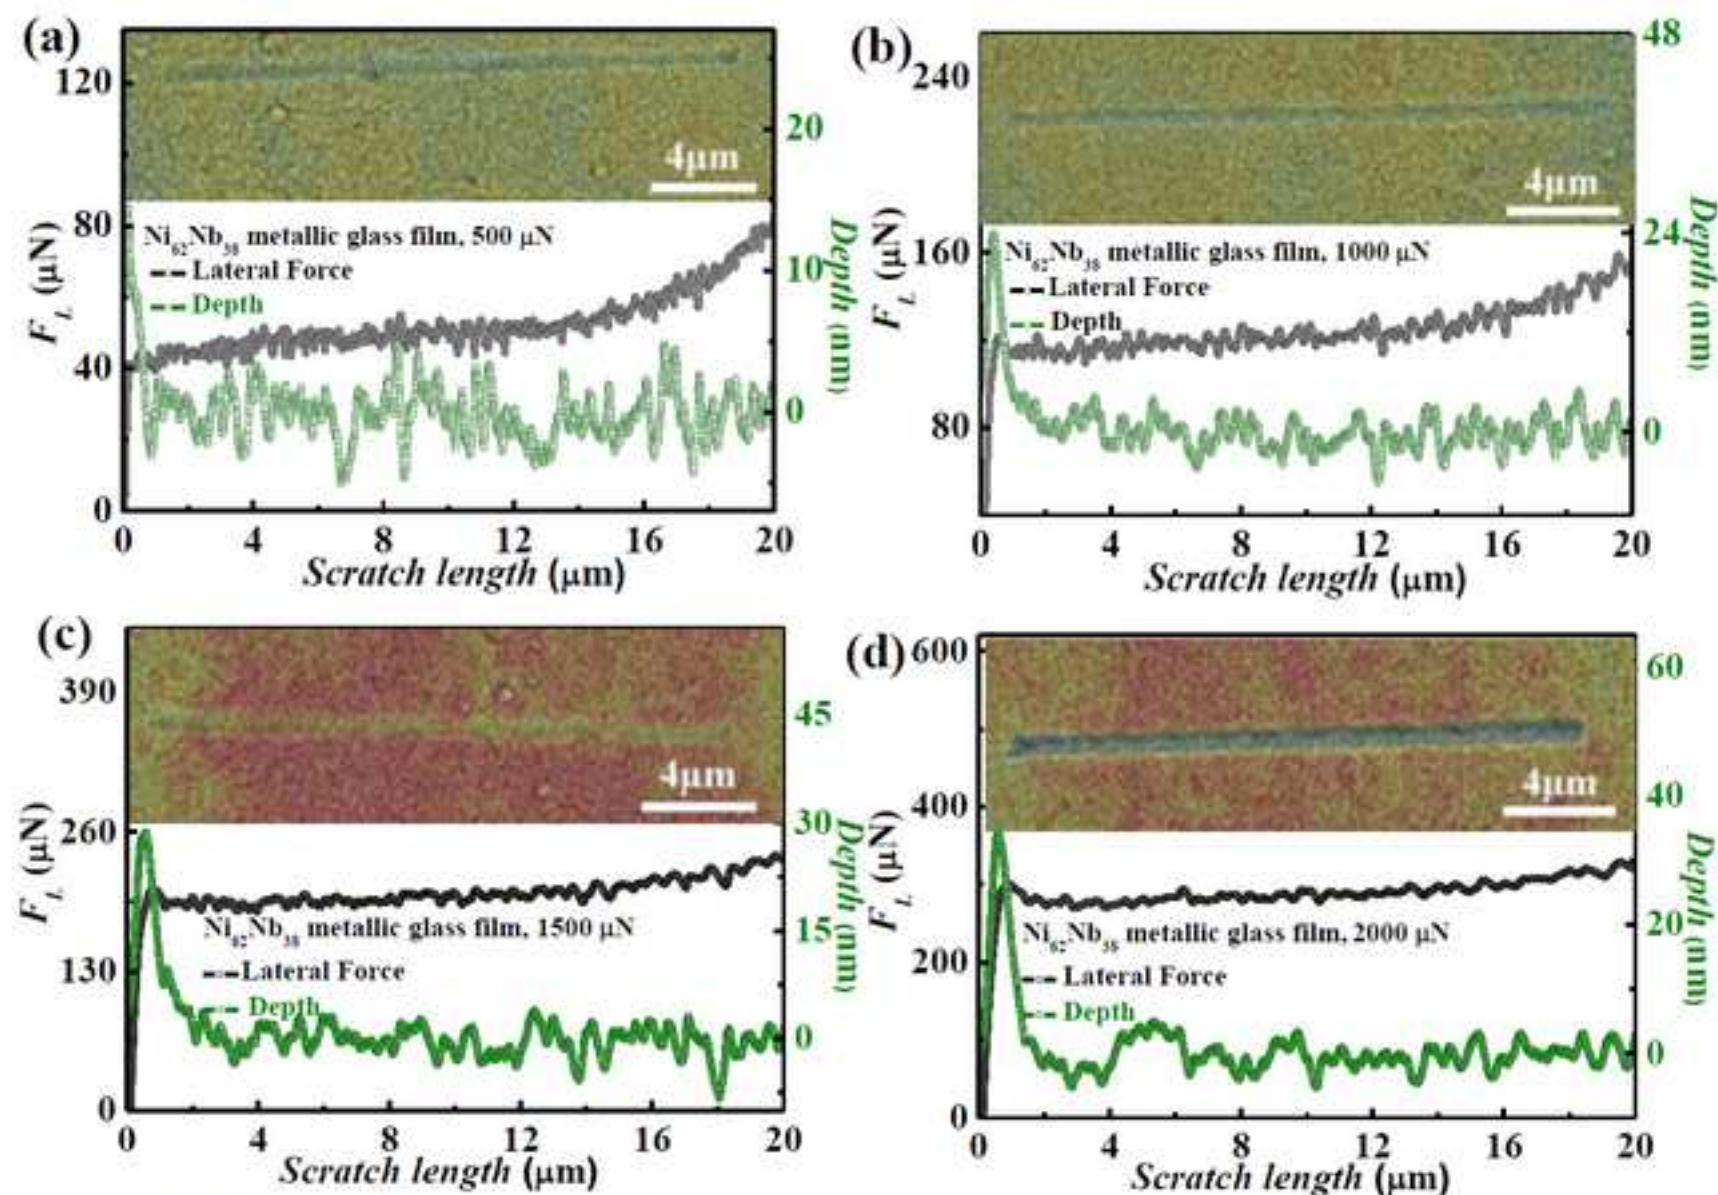 (a)
120
80
40
0
F_L (μN)
20
10
0
Depth (nm)
4μm
Ni₆₂Nb₃₈ metallic glass film, 500 μN
Lateral Force
Depth
0 4 8 12 16 20
Scratch length (μm)
(b)
240
160
80
F_L (μN)
48
24
0
Depth (nm)
4μm
Ni₆₂Nb₃₈ metallic glass film, 1000 μN
Lateral Force
Depth
0 4 8 12 16 20
Scratch length (μm)
(c)
390
260
130
0
F_L (μN)
45
30
15
0
Depth (nm)
4μm
Ni₆₂Nb₃₈ metallic glass film, 1500 μN
Lateral Force
Depth
0 4 8 12 16 20
Scratch length (μm)
(d)
600
400
200
0
F_L (μN)
60
40
20
0
Depth (nm)
4μm
Ni₆₂Nb₃₈ metallic glass film, 2000 μN
Lateral Force
Depth
0 4 8 12 16 20
Scratch length (μm)